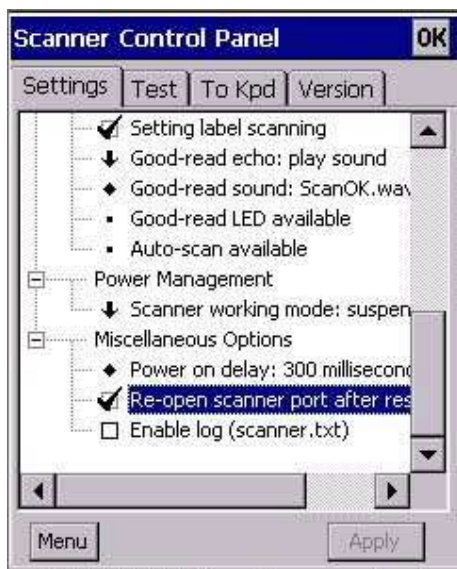 Scanner Control Panel OK
Settings Test To Kpd Version
Setting label scanning
Good-read echo: play sound
Good-read sound: ScanOK.wav
Good-read LED available
Auto-scan available
Power Management
Scanner working mode: suspen
Miscellaneous Options
Power on delay: 300 millisecond
Re-open scanner port after res
Enable log (scanner.txt)
Menu Apply